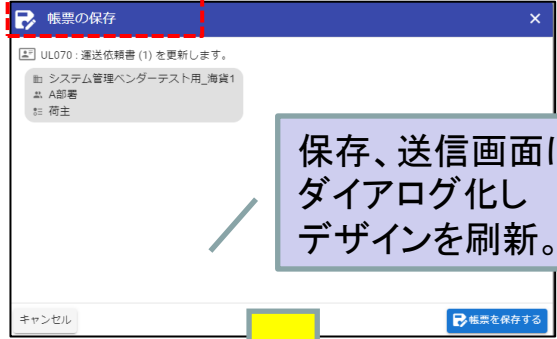 帳票の保存
UL070 : 運送依頼書 (1) を更新します。
システム管理ベンダーテスト用_海貨1
A部署
荷主
保存、送信画面は
ダイアログ化し
デザインを刷新。
キャンセル
帳票を保存する